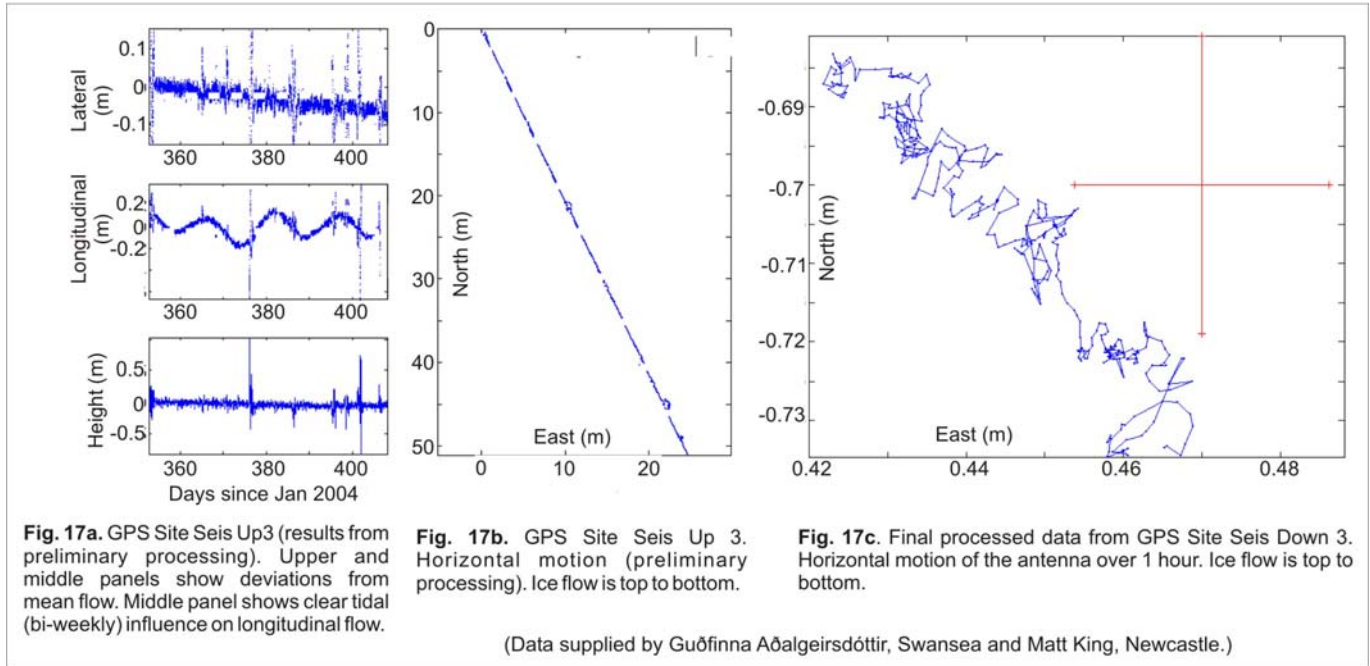 0.1
0
-0.1
Lateral
(m)
360
380
400
0.2
0
-0.2
Longitudinal
(m)
360
380
400
0.5
0
-0.5
Height (m)
360
380
400
Days since Jan 2004
0
10
20
30
40
50
North (m)
East (m)
0
10
20
-0.69
-0.7
-0.71
-0.72
-0.73
North (m)
East (m)
0.42
0.44
0.46
0.48
Fig. 17a. GPS Site Seis Up3 (results from
preliminary processing). Upper and
middle panels show deviations from
mean flow. Middle panel shows clear tidal
(bi-weekly) influence on longitudinal flow.
Fig. 17b. GPS Site Seis Up 3.
Horizontal motion (preliminary
processing). Ice flow is top to bottom.
Fig. 17c. Final processed data from GPS Site Seis Down 3.
Horizontal motion of the antenna over 1 hour. Ice flow is top to
bottom.
(Data supplied by Guðfinna Aðalgeirsdóttir, Swansea and Matt King, Newcastle.)